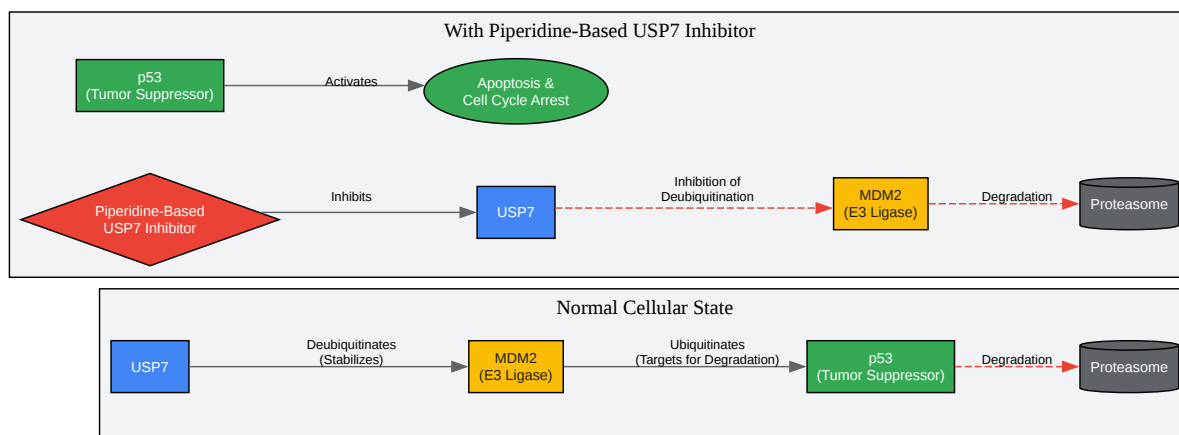 With Piperidine-Based USP7 Inhibitor
p53
(Tumor Suppressor)
Activates
Apoptosis &
Cell Cycle Arrest
Piperidine-Based
USP7 Inhibitor
Inhibits
USP7
Inhibition of
Deubiquitination
MDM2
(E3 Ligase)
Degradation
Proteasome
Normal Cellular State
USP7
Deubiquitinates
(Stabilizes)
MDM2
(E3 Ligase)
Ubiquitinates
(Targets for Degradation)
p53
(Tumor Suppressor)
Degradation
Proteasome